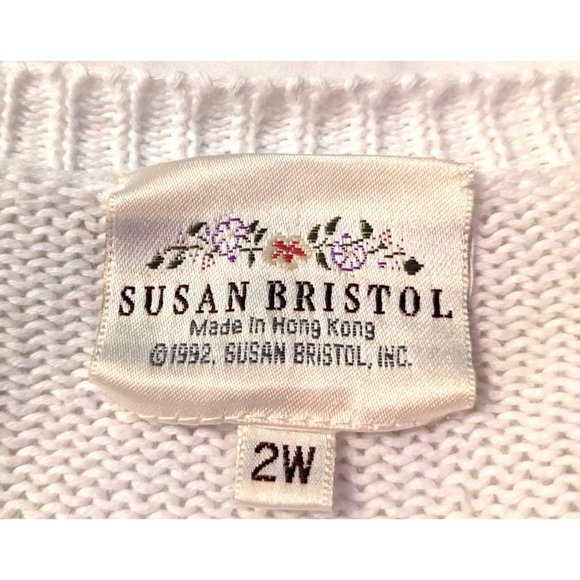 SUSAN BRISTOL
Made in Hong Kong
©1992, SUSAN BRISTOL, INC.
2W